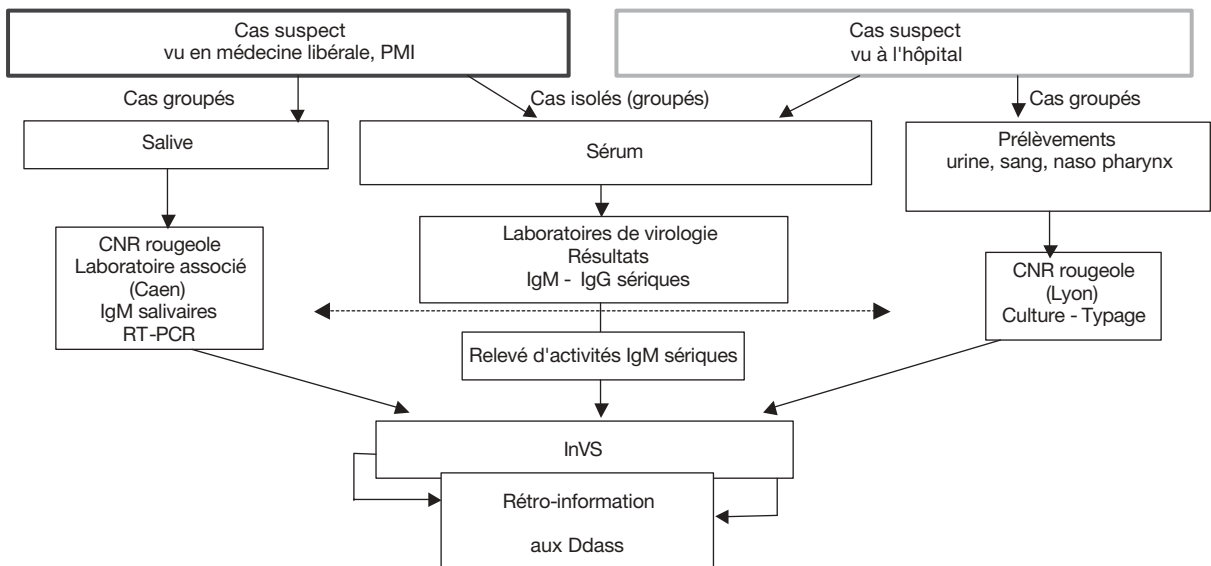 Cas suspect
vu en médecine libérale, PMI
Cas suspect
vu à l'hôpital
Cas groupés
Cas isolés (groupés)
Cas groupés
Salive
Sérum
Prélèvements
urine, sang, naso pharynx
CNR rougeole
Laboratoire associé
(Caen)
IgM salivaires
RT-PCR
Laboratoires de virologie
Résultats
IgM - IgG sériques
CNR rougeole
(Lyon)
Culture - Typage
Relevé d'activités IgM sériques
InVS
Rétro-information
aux Ddass